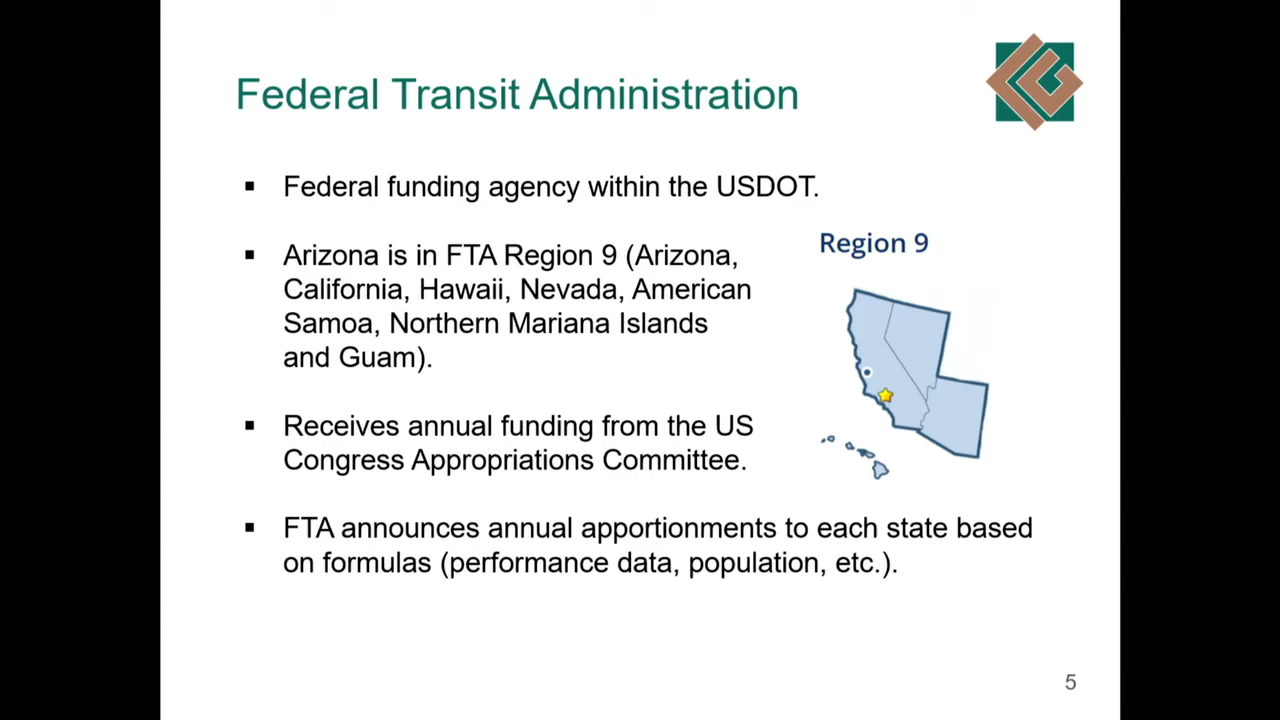 Federal Transit Administration
▪ Federal funding agency within the USDOT.
▪ Arizona is in FTA Region 9 (Arizona,
California, Hawaii, Nevada, American
Samoa, Northern Mariana Islands
and Guam).
Region 9
▪ Receives annual funding from the US
Congress Appropriations Committee.
▪ FTA announces annual apportionments to each state based
on formulas (performance data, population, etc.).
5